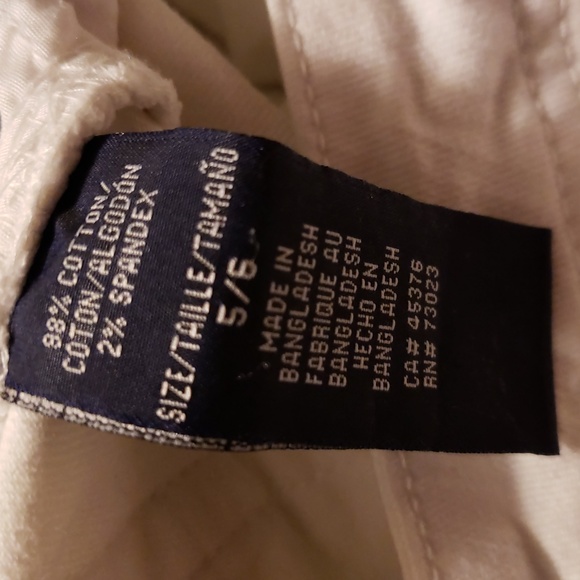 98% COTTON/
COTON/ALGODÓN
2% SPANDEX
SIZE/TAILLE/TAMAÑO
5/6
MADE IN
BANGLADESH
FABRIQUE AU
BANGLADESH
HECHO EN
BANGLADESH
CA# 45376
RN# 73023